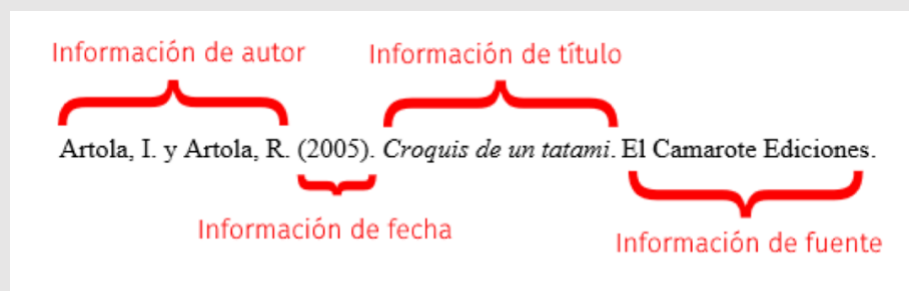 Información de autor Información de título
Artola, I. y Artola, R. (2005). Croquis de un tatami. El Camarote Ediciones.
Información de fecha
Información de fuente